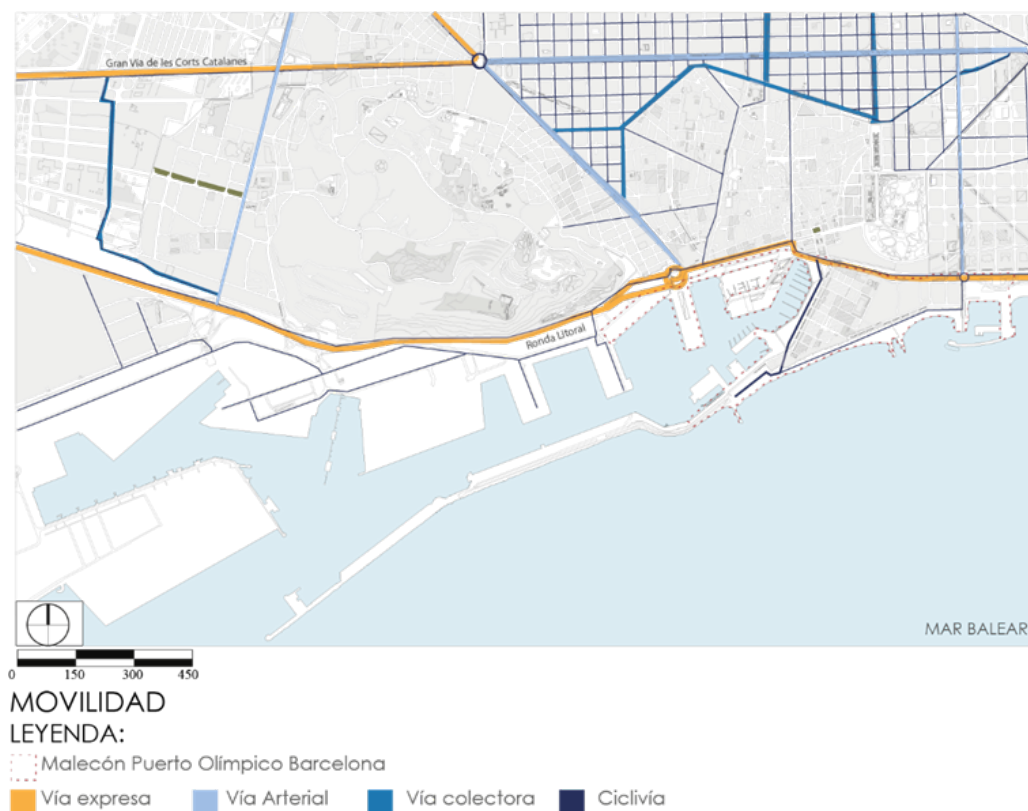 Gran Vía de les Corts Catalanes
Ronda Litoral
MAR BALEAR
0 150 300 450
MOVILIDAD
LEYENDA:
Malecón Puerto Olímpico Barcelona
Vía expresa Vía Arterial Vía colectora Ciclivía